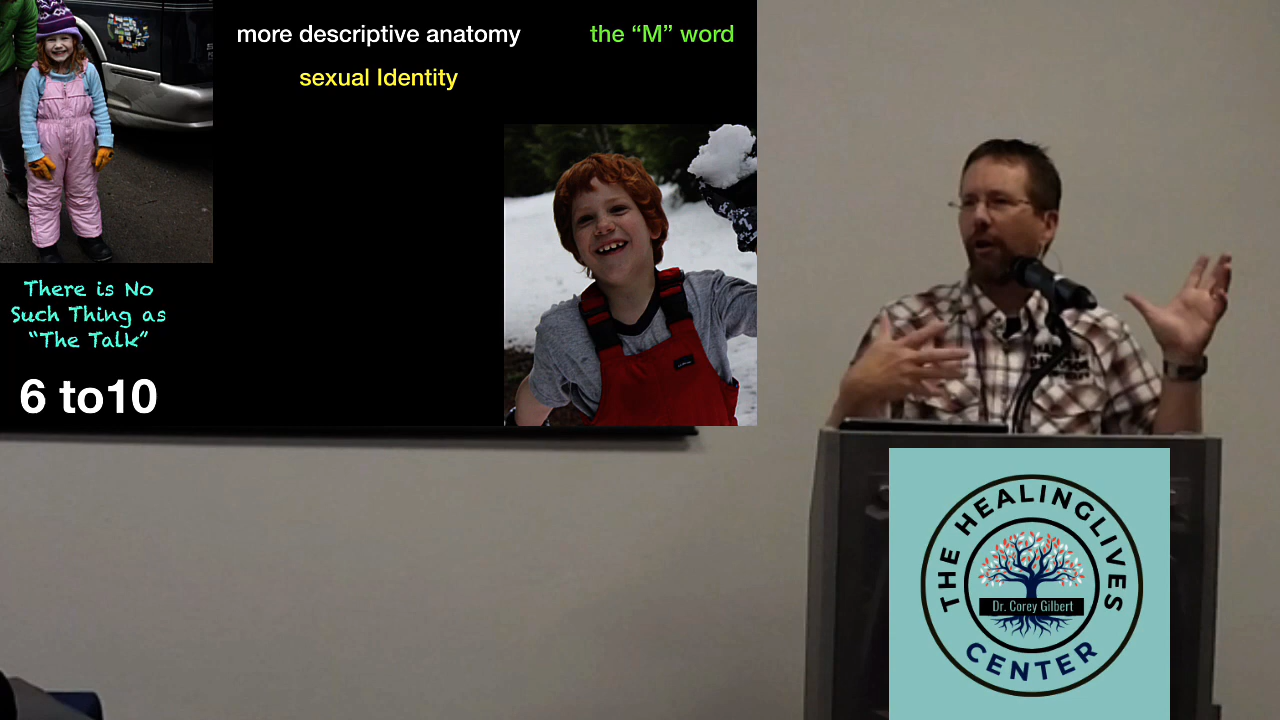 more descriptive anatomy
the “M” word
sexual Identity
There is No
Such Thing as
“The Talk”
6 to10
THE HEALINGLIVES
Dr. Corey Gilbert
CENTER